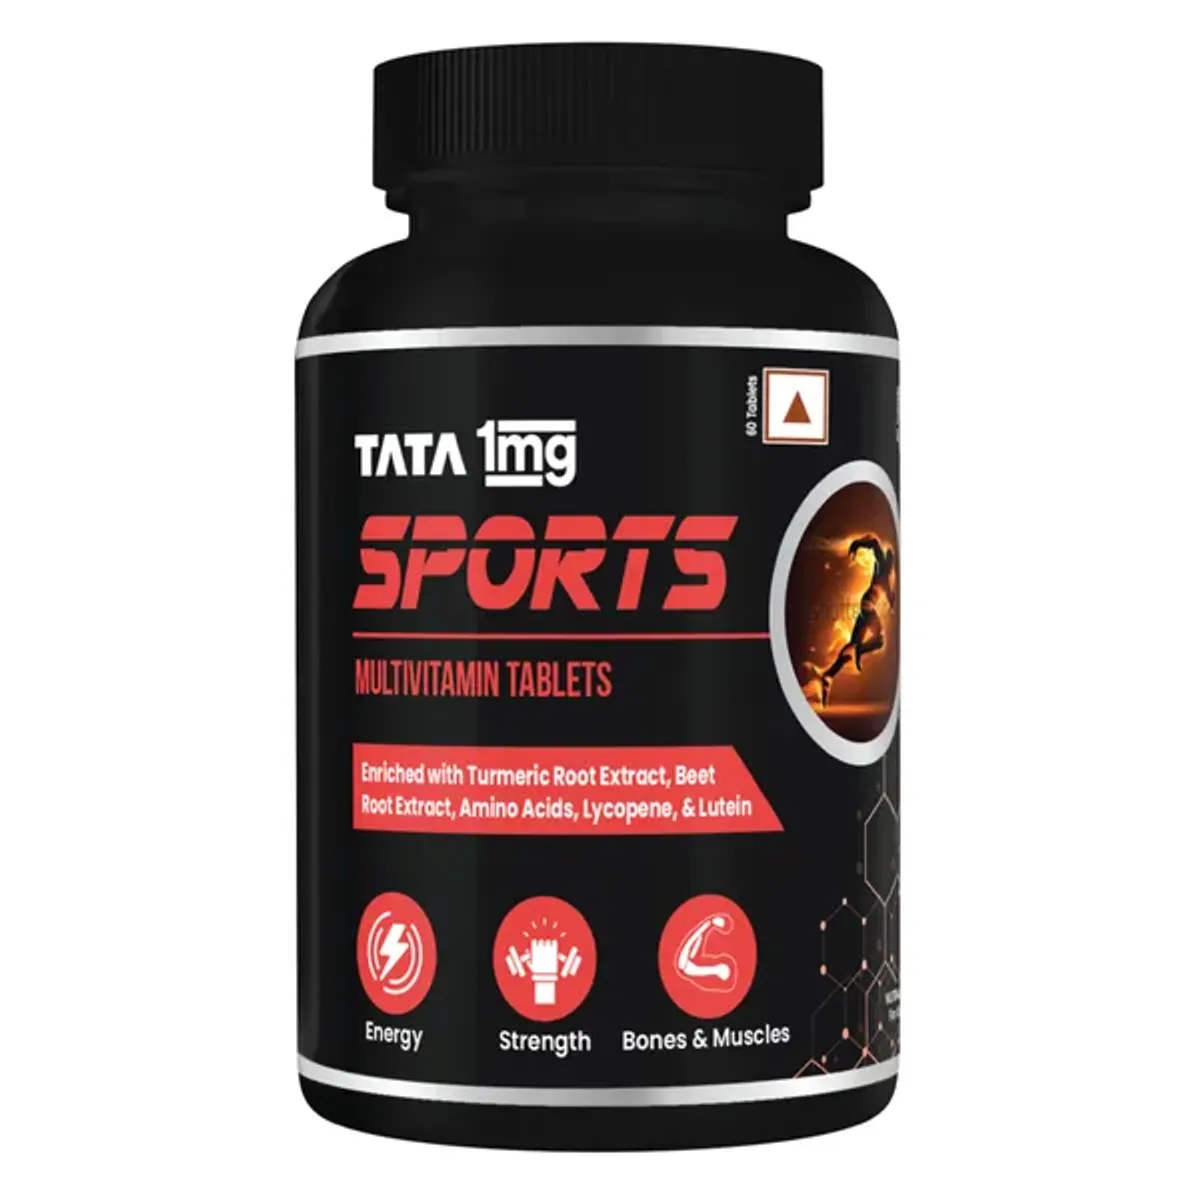 60 Tablets
TATA 1mg
SPORTS
MULTIVITAMIN TABLETS
Enriched with Turmeric Root Extract, Beet
Root Extract, Amino Acids, Lycopene, & Lutein
Energy
Strength
Bones & Muscles